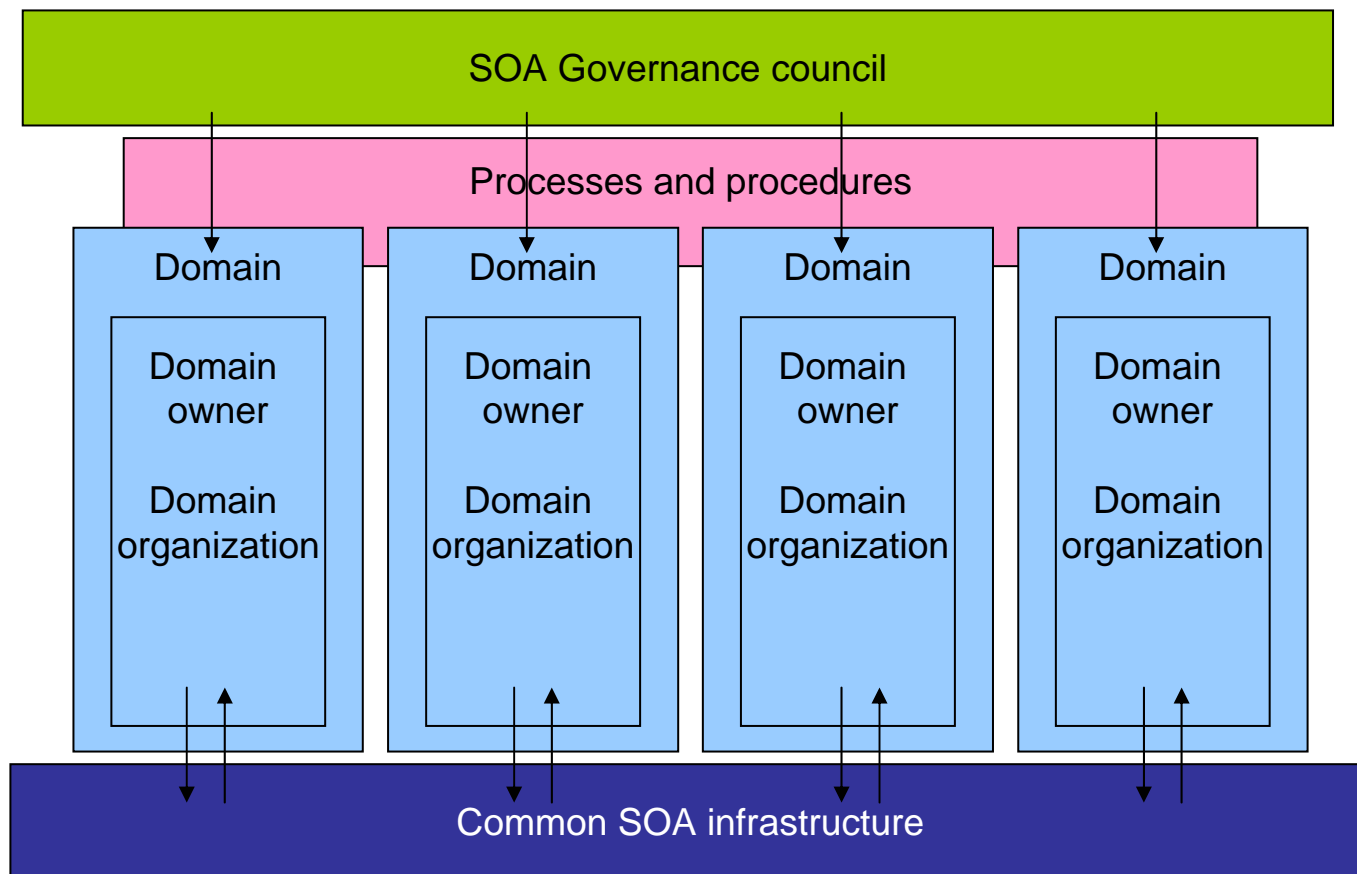 SOA Governance council
Processes and procedures
Domain
Domain
Domain
Domain
Domain
owner
Domain
organization
Domain
owner
Domain
organization
Domain
owner
Domain
organization
Domain
owner
Domain
organization
Common SOA infrastructure